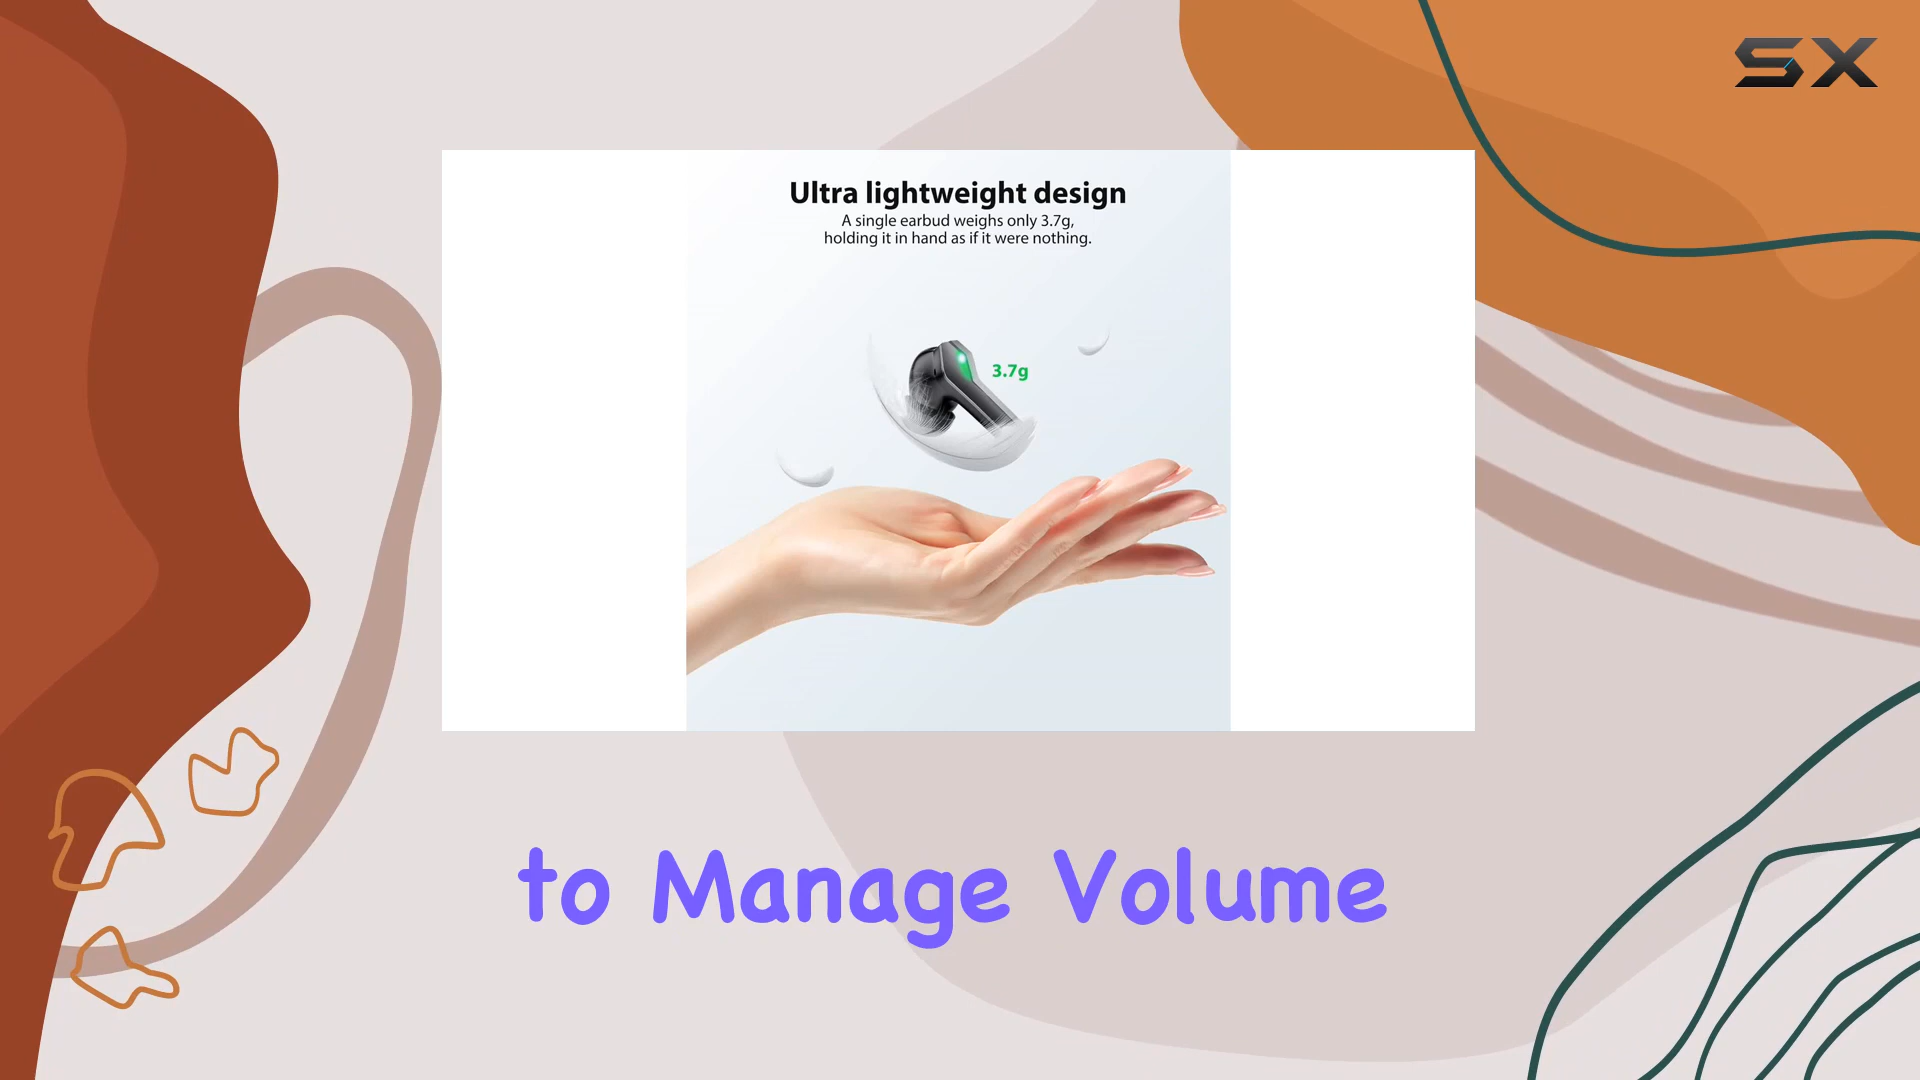 SX
Ultra lightweight design
A single earbud weighs only 3.7g,
holding it in hand as if it were nothing.
3.7g
to Manage Volume